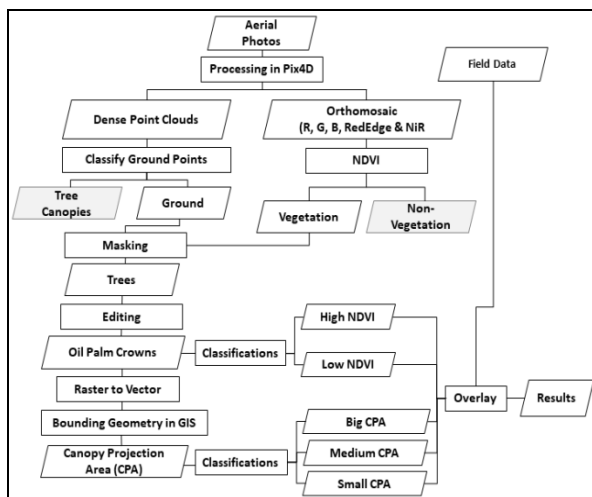 Aerial
Photos
Processing in Pix4D
Field Data
Dense Point Clouds
Orthomosaic
(R, G, B, RedEdge & NiR
Classify Ground Points
NDVI
Tree
Canopies
Ground
Vegetation
Non-
Vegetation
Masking
Trees
Editing
High NDVI
Oil Palm Crowns
Classifications
Low NDVI
Raster to Vector
Overlay
Results
Bounding Geometry in GIS
Big CPA
Canopy Projection
Area (CPA)
Classifications
Medium CPA
Small CPA